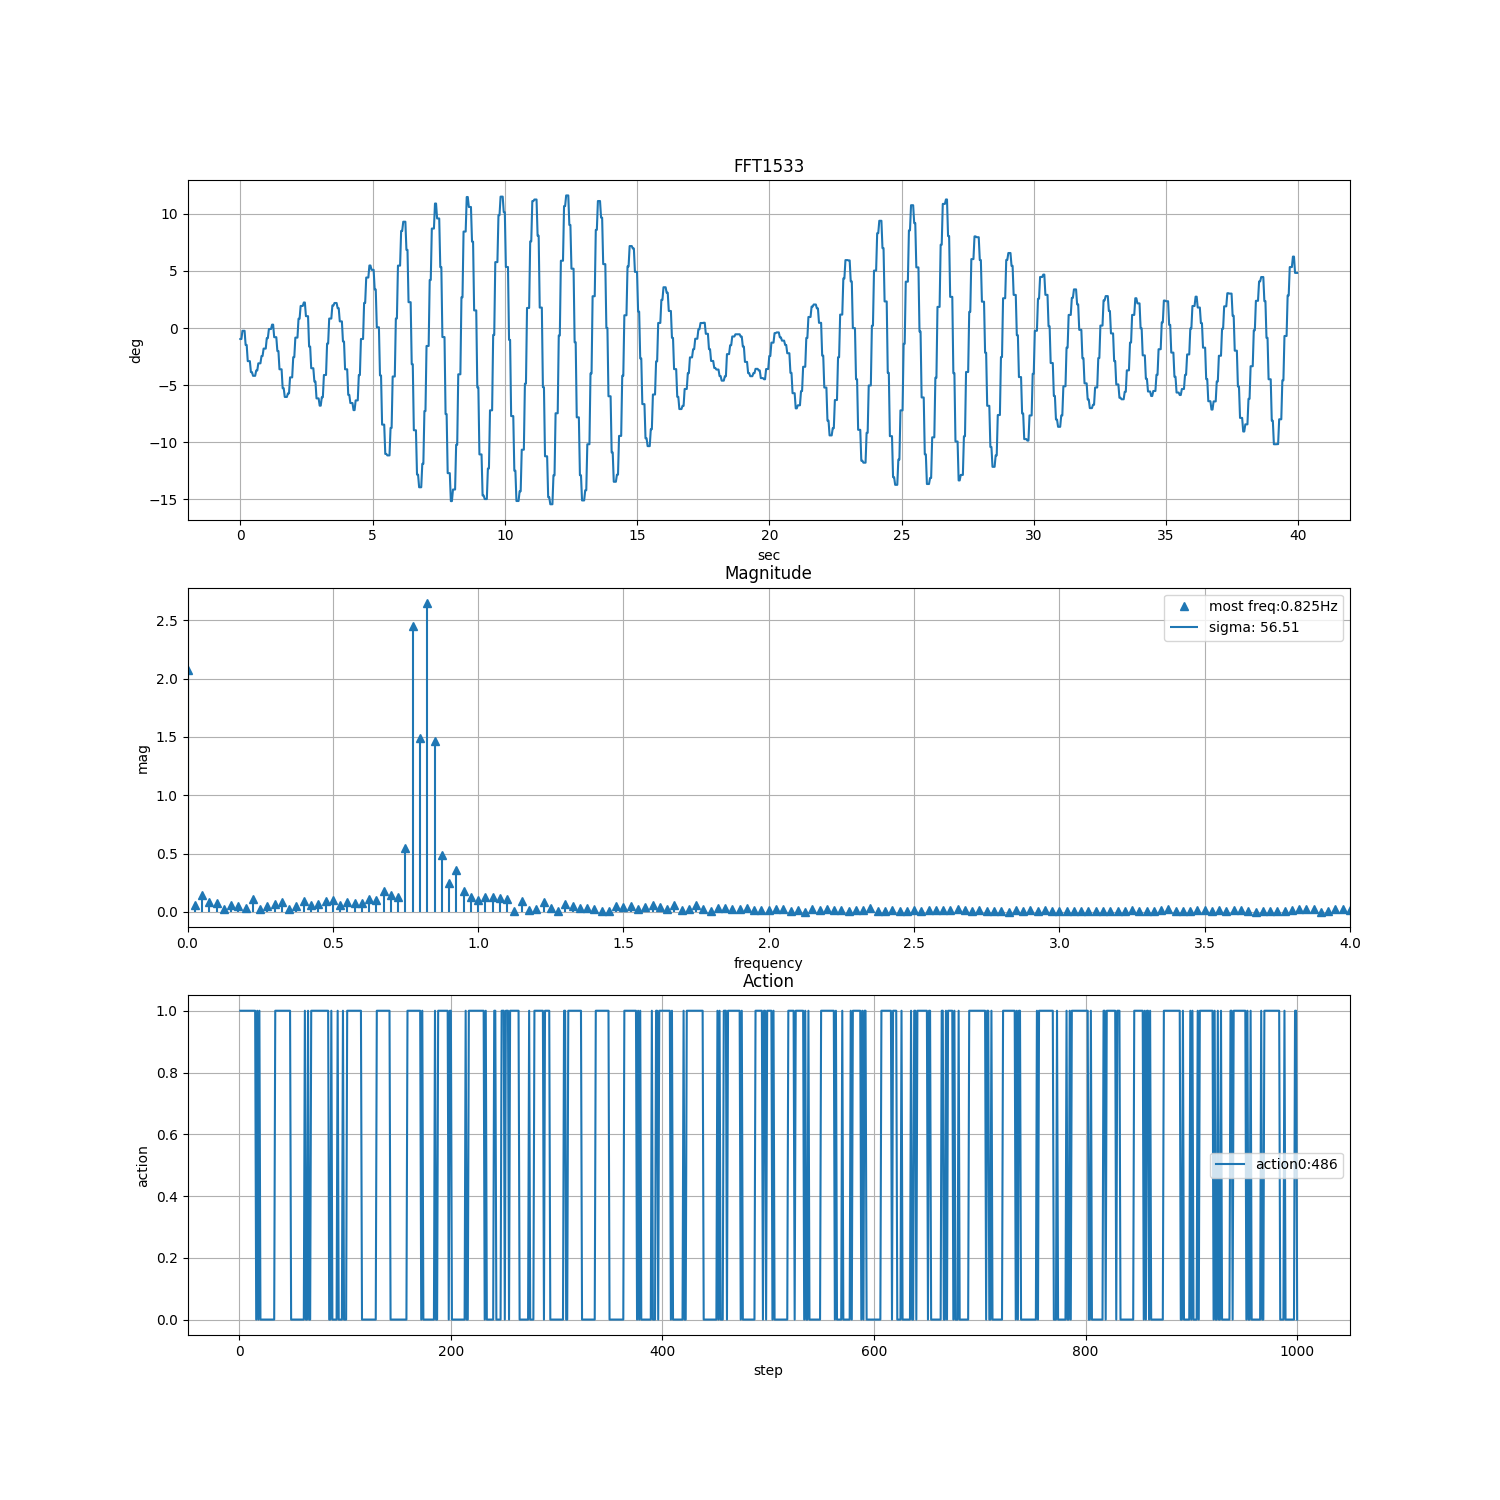 FFT1533
10
5
0
−5
−10
−15
deg
0 5 10 15 20 25 30 35 40
sec
Magnitude
most freq:0.825Hz
sigma: 56.51
2.5
2.0
1.5
1.0
0.5
0.0
mag
0.0 0.5 1.0 1.5 2.0 2.5 3.0 3.5 4.0
frequency
Action
1.0
0.8
0.6
0.4
0.2
0.0
action
action0:486
0 200 400 600 800 1000
step